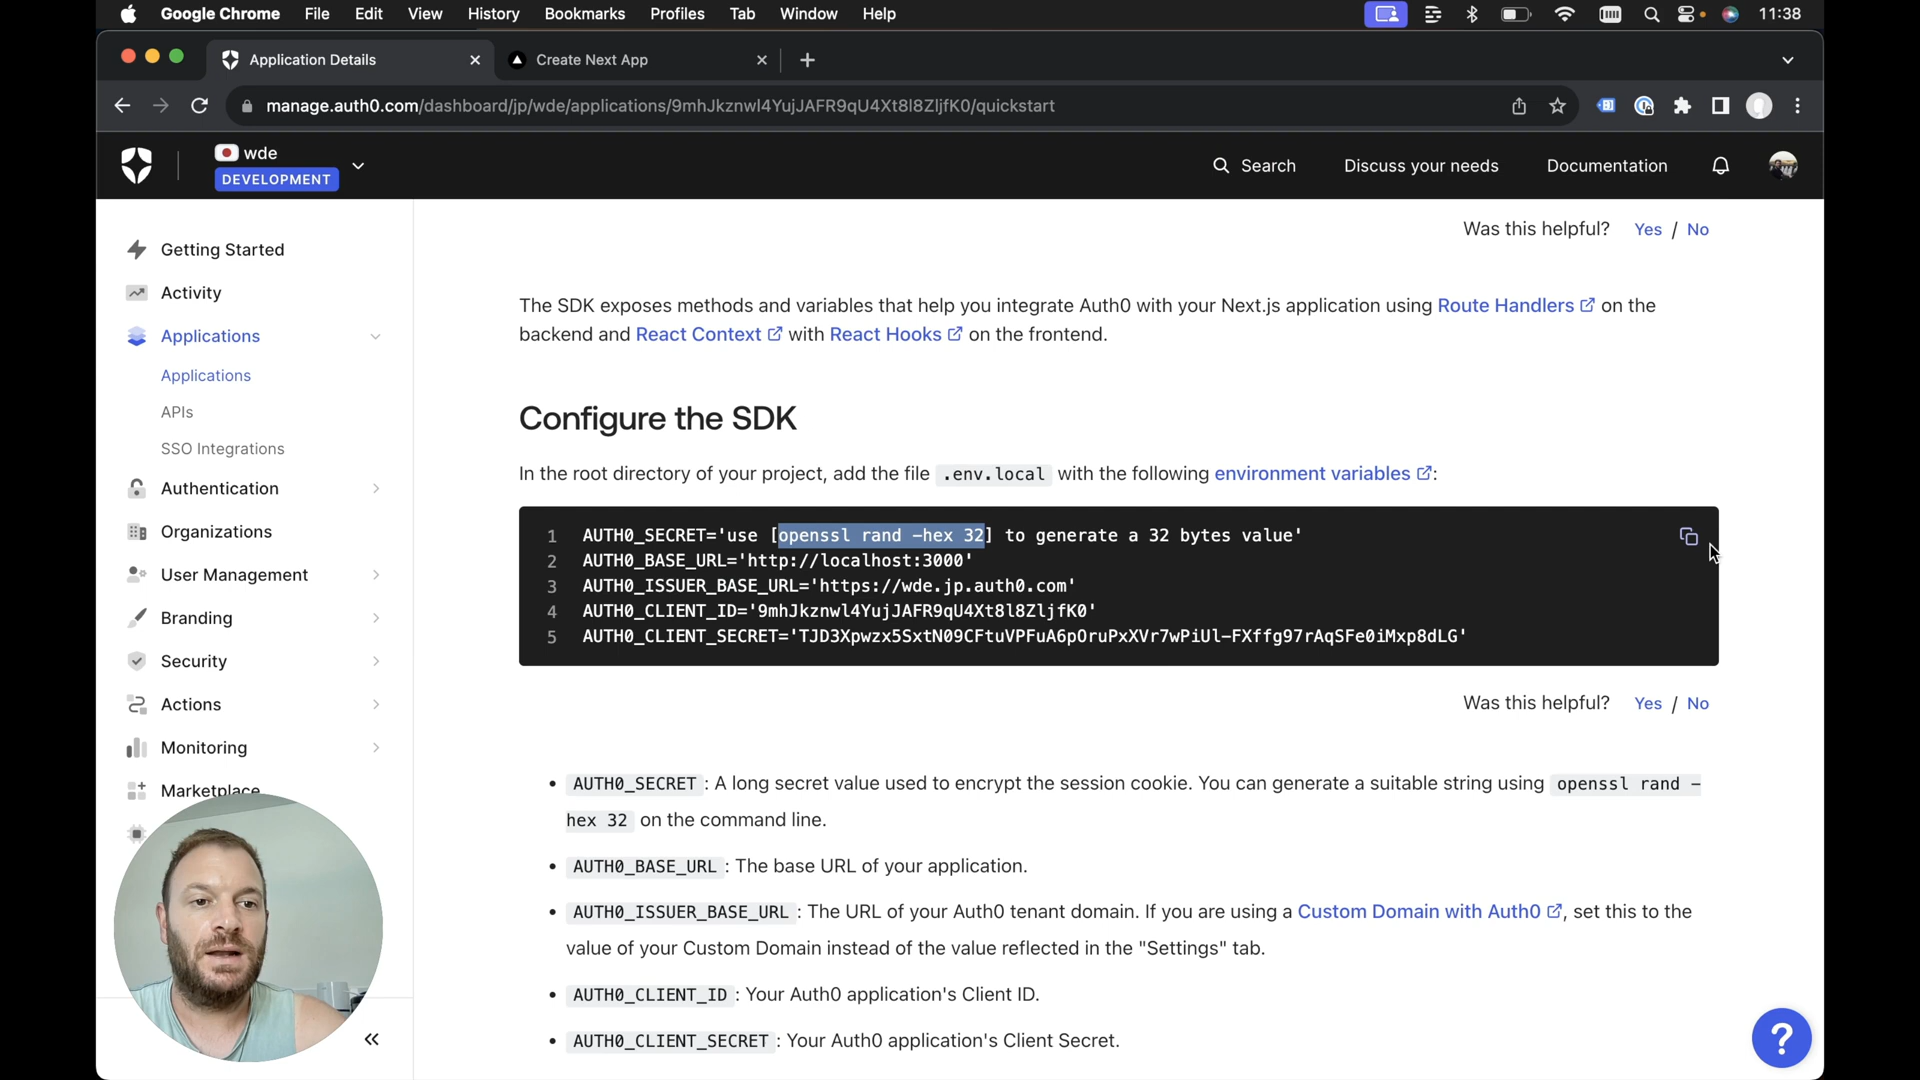 Google Chrome File Edit View History Bookmarks Profiles Tab Window Help 11:38
Application Details Create Next App
manage.auth0.com/dashboard/jp/wde/applications/9mhJkznwl4YujJAFR9qU4Xt8l8ZljfK0/quickstart
wde
DEVELOPMENT
Search Discuss your needs Documentation
Getting Started
Activity
Applications
Applications
APIs
SSO Integrations
Authentication
Organizations
User Management
Branding
Security
Actions
Monitoring
Marketplace
Was this helpful? Yes / No
The SDK exposes methods and variables that help you integrate Auth0 with your Next.js application using Route Handlers on the
backend and React Context with React Hooks on the frontend.
Configure the SDK
In the root directory of your project, add the file .env.local with the following environment variables :
1 AUTH0_SECRET='use [openssl rand -hex 32] to generate a 32 bytes value'
2 AUTH0_BASE_URL='http://localhost:3000'
3 AUTH0_ISSUER_BASE_URL='https://wde.jp.auth0.com'
4 AUTH0_CLIENT_ID='9mhJkznwl4YujJAFR9qU4Xt8l8ZljfK0'
5 AUTH0_CLIENT_SECRET='TJD3Xpwzx5SxtN09CFtuVPFuA6pOruPxXVr7wPiUl-FXffg97rAqSFe0iMxp8dLG'
Was this helpful? Yes / No
• AUTH0_SECRET : A long secret value used to encrypt the session cookie. You can generate a suitable string using openssl rand -
hex 32 on the command line.
• AUTH0_BASE_URL : The base URL of your application.
• AUTH0_ISSUER_BASE_URL : The URL of your Auth0 tenant domain. If you are using a Custom Domain with Auth0 , set this to the
value of your Custom Domain instead of the value reflected in the "Settings" tab.
• AUTH0_CLIENT_ID : Your Auth0 application's Client ID.
• AUTH0_CLIENT_SECRET : Your Auth0 application's Client Secret.
?